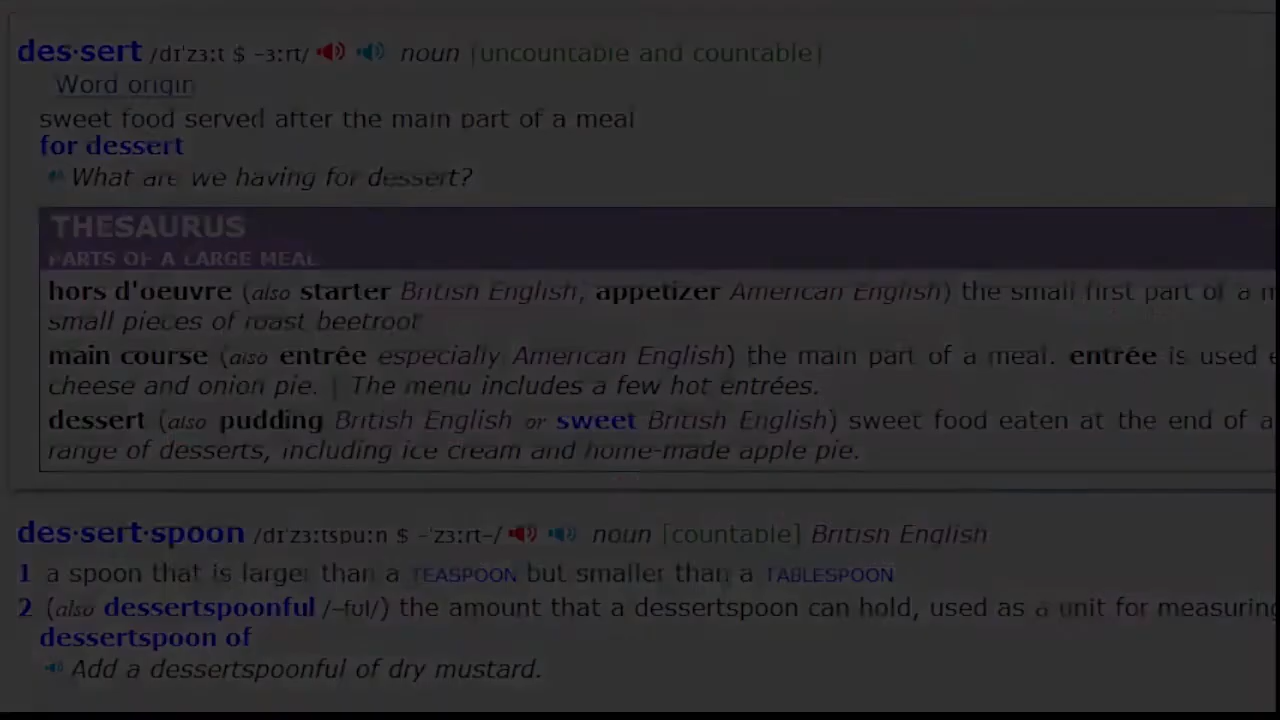 des·sert /dɪˈzɜːt $ -ɜːrt/ noun [uncountable and countable]
Word origin
sweet food served after the main part of a meal
for dessert
What are we having for dessert?
THESAURUS
PARTS OF A LARGE MEAL
hors d'oeuvre (also starter British English, appetizer American English) the small first part of a
small pieces of roast beetroot
main course (also entrée especially American English) the main part of a meal. entrée is used
cheese and onion pie. | The menu includes a few hot entrées.
dessert (also pudding British English or sweet British English) sweet food eaten at the end of a
range of desserts, including ice cream and home-made apple pie.
des·sert·spoon /dɪˈzɜːtspuːn $ -ˈzɜːrt-/ noun [countable] British English
1 a spoon that is larger than a TEASPOON but smaller than a TABLESPOON
2 (also dessertspoonful /-fʊl/) the amount that a dessertspoon can hold, used as a unit for measuring
dessertspoon of
Add a dessertspoonful of dry mustard.